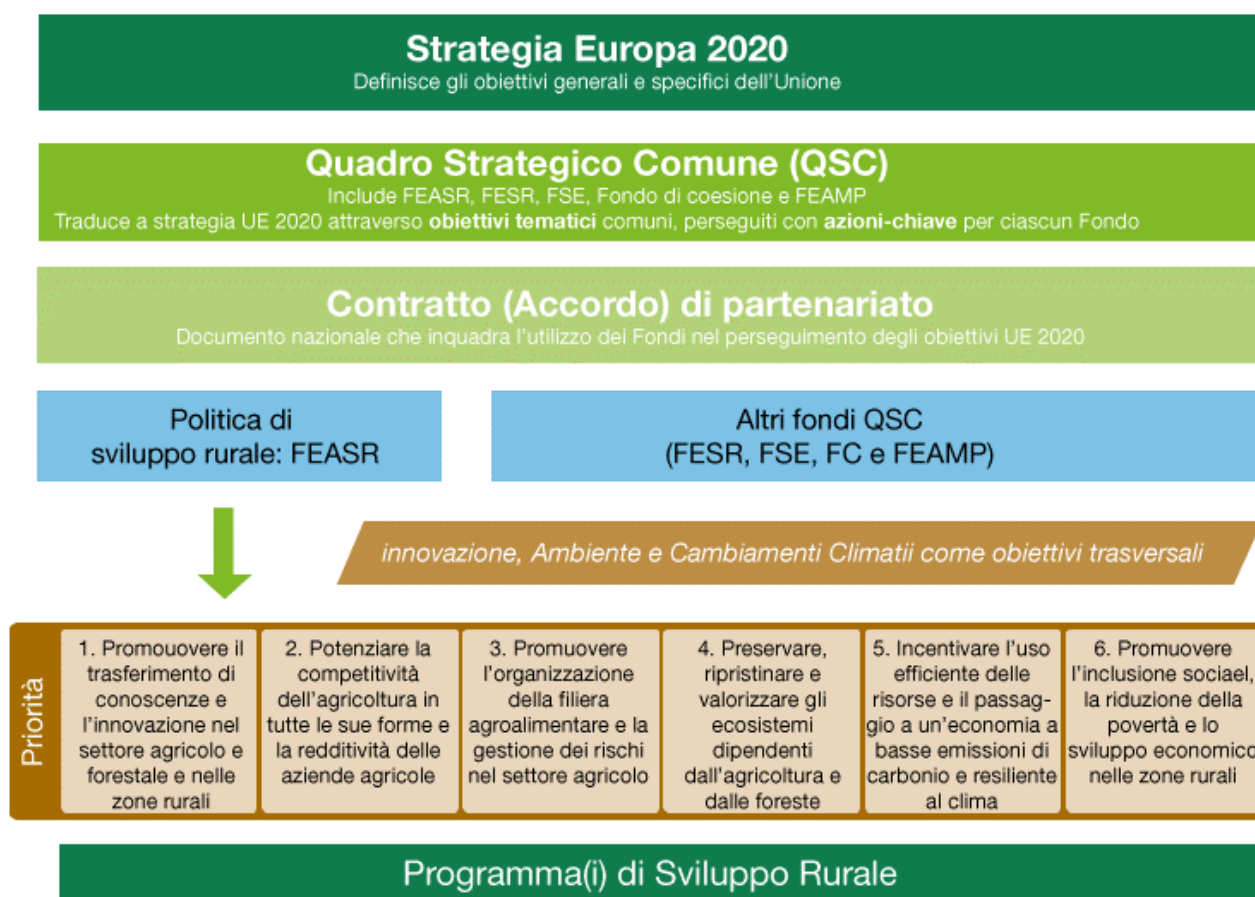 Strategia Europa 2020
Definisce gli obiettivi generali e specifici dell'Unione
Quadro Strategico Comune (QSC)
Include FEASR, FESR, FSE, Fondo di coesione e FEAMP
Traduce a strategia UE 2020 attraverso obiettivi tematici comuni, perseguiti con azioni-chiave per ciascun Fondo
Contratto (Accordo) di partenariato
Documento nazionale che inquadra l'utilizzo dei Fondi nel perseguimento degli obiettivi UE 2020
Politica di
sviluppo rurale: FEASR
Altri fondi QSC
(FESR, FSE, FC e FEAMP)
innovazione, Ambiente e Cambiamenti Climatii come obiettivi trasversali
Priorità
1. Promouovere il
trasferimento di
conoscenze e
l'innovazione nel
settore agricolo e
forestale e nelle
zone rurali
2. Potenziare la
competitività
dell'agricoltura in
tutte le sue forme e
la redditività delle
aziende agricole
3. Promuovere
l'organizzazione
della filiera
agroalimentare e la
gestione dei rischi
nel settore agricolo
4. Preservare,
ripristinare e
valorizzare gli
ecosistemi
dipendenti
dall'agricoltura e
dalle foreste
5. Incentivare l'uso
efficiente delle
risorse e il passag-
gio a un'economia a
basse emissioni di
carbonio e resiliente
al clima
6. Promuovere
l'inclusione sociael,
la riduzione della
povertà e lo
sviluppo economico
nelle zone rurali
Programma(i) di Sviluppo Rurale